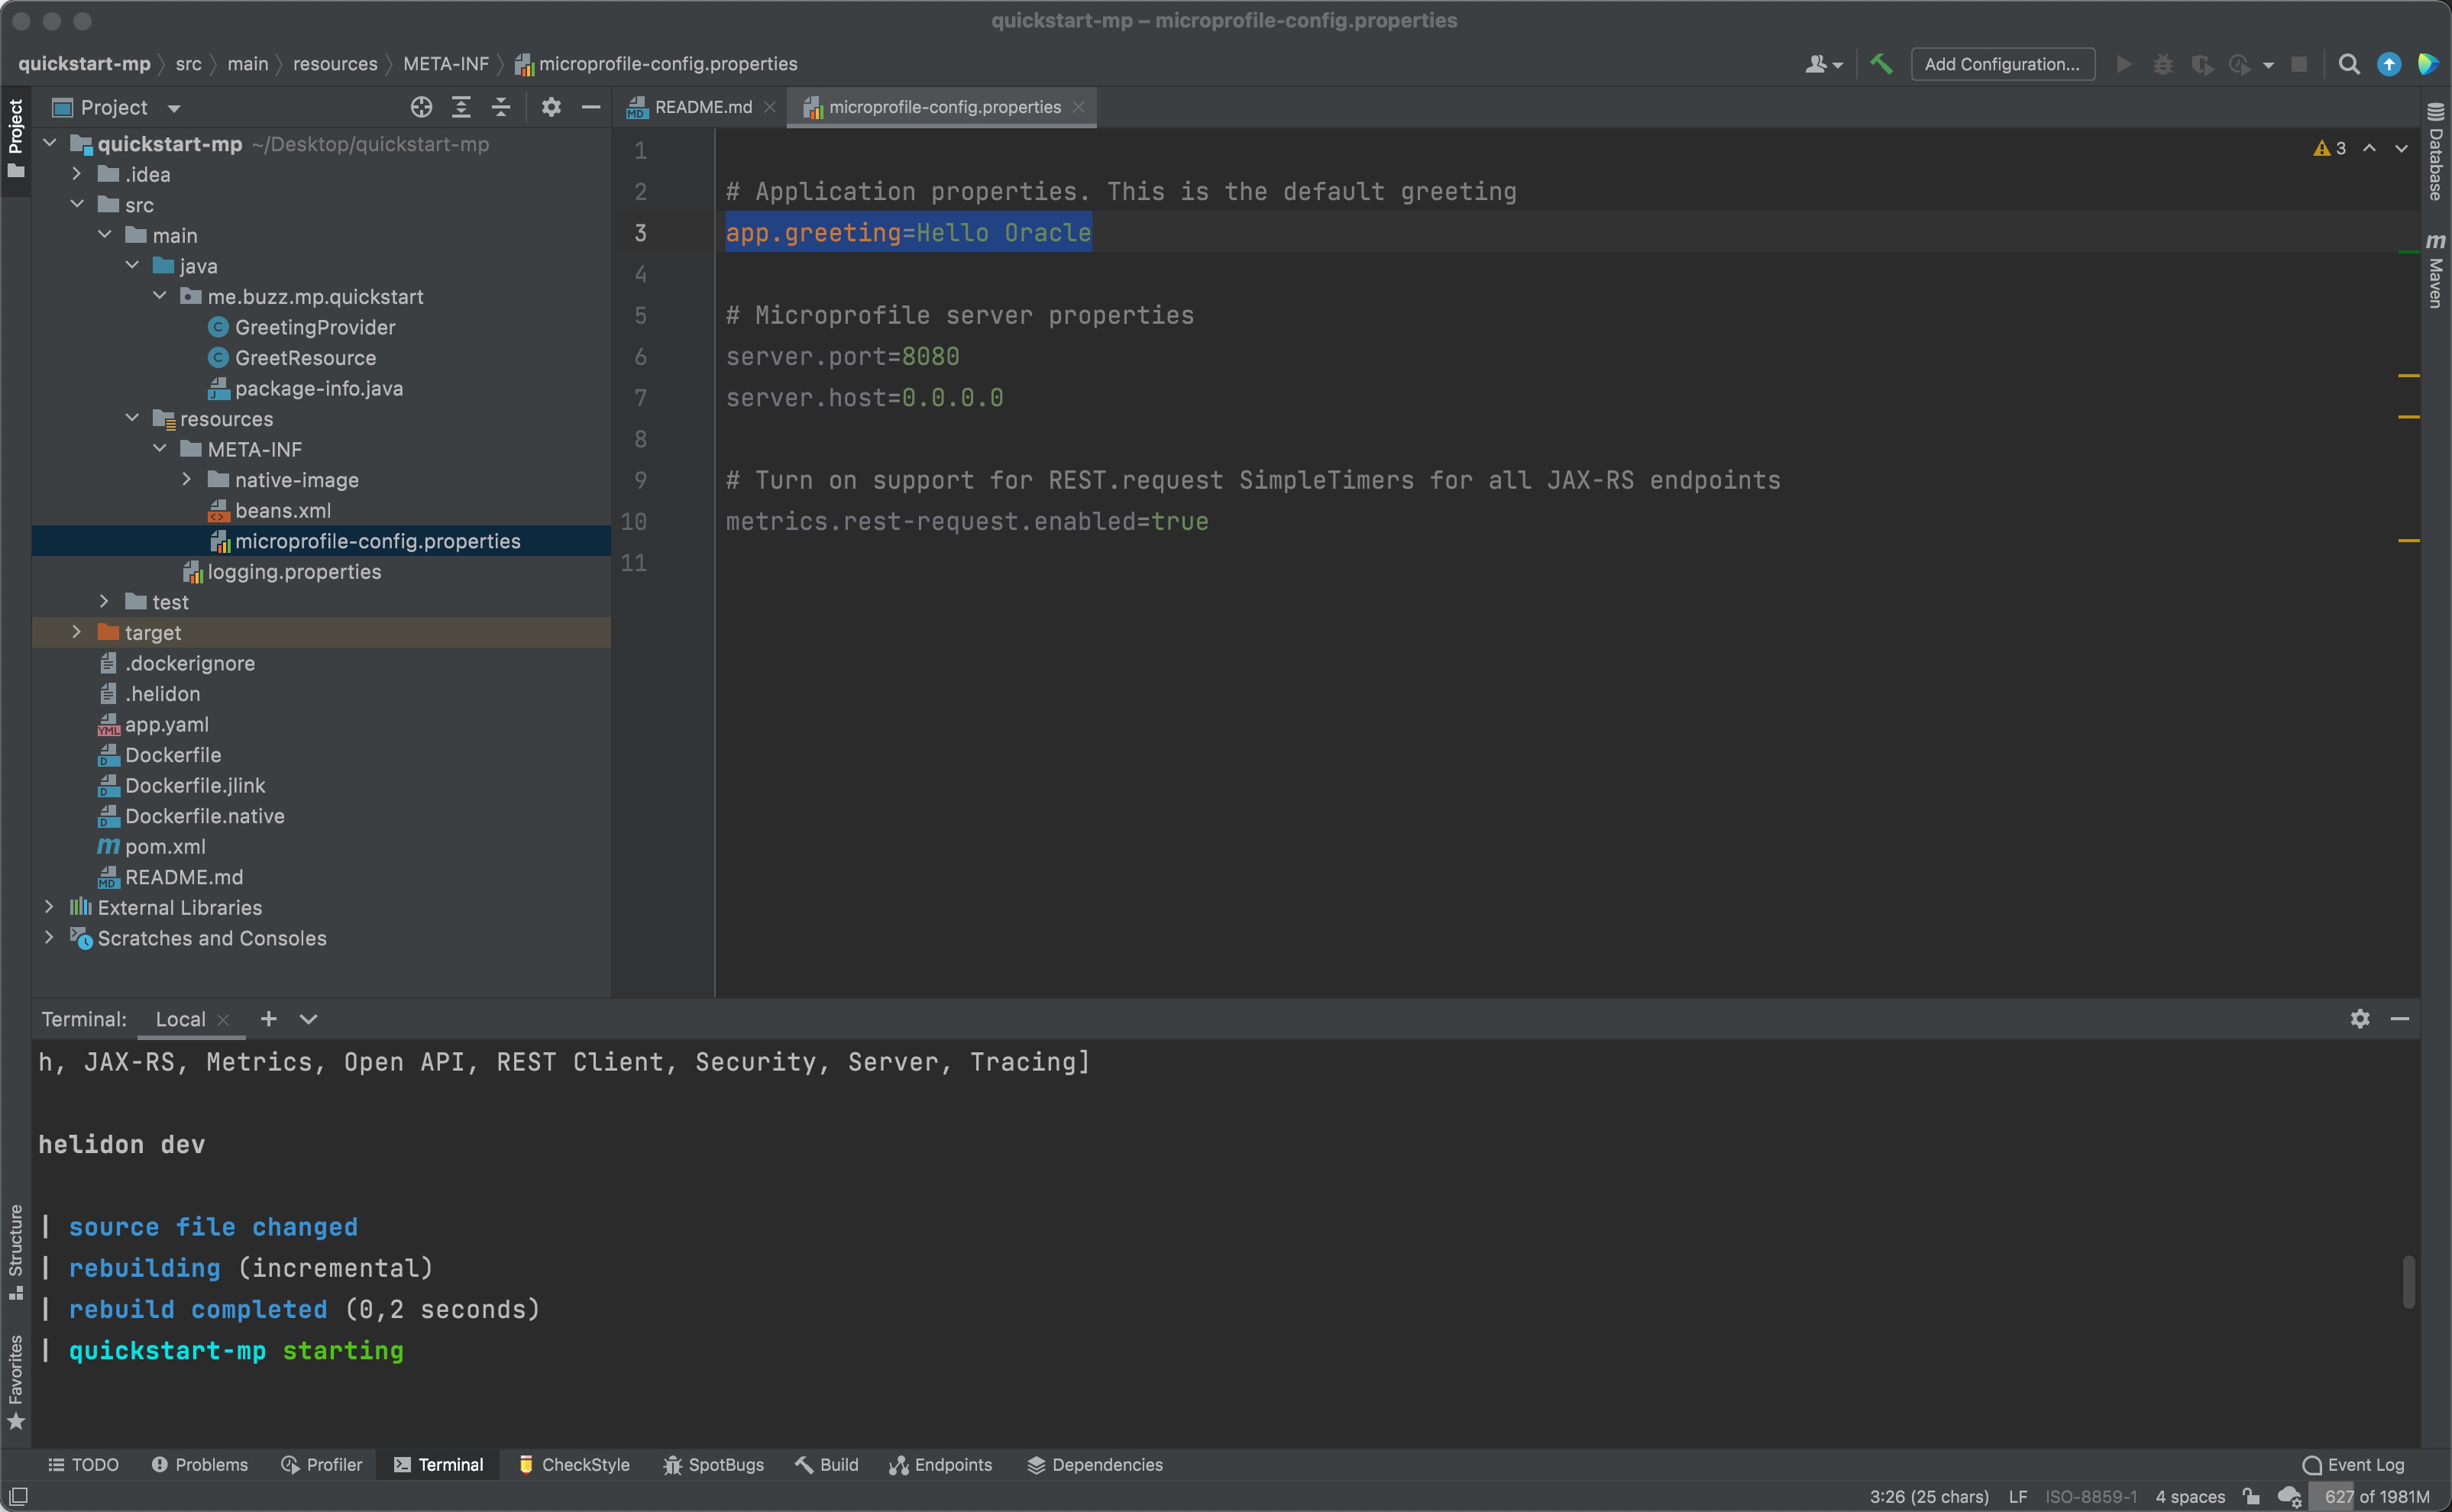 quickstart-mp – microprofile-config.properties
quickstart-mp src main resources META-INF microprofile-config.properties
Add Configuration...
Project
Project
README.md
microprofile-config.properties
Database
Maven
3
quickstart-mp ~/Desktop/quickstart-mp
.idea
src
main
java
me.buzz.mp.quickstart
GreetingProvider
GreetResource
package-info.java
resources
META-INF
native-image
beans.xml
microprofile-config.properties
logging.properties
test
target
.dockerignore
.helidon
app.yaml
Dockerfile
Dockerfile.jlink
Dockerfile.native
pom.xml
README.md
External Libraries
Scratches and Consoles
1
2 # Application properties. This is the default greeting
3 app.greeting=Hello Oracle
4
5 # Microprofile server properties
6 server.port=8080
7 server.host=0.0.0.0
8
9 # Turn on support for REST.request SimpleTimers for all JAX-RS endpoints
10 metrics.rest-request.enabled=true
11
Terminal: Local
h, JAX-RS, Metrics, Open API, REST Client, Security, Server, Tracing]
helidon dev
| source file changed
| rebuilding (incremental)
| rebuild completed (0,2 seconds)
| quickstart-mp starting
Structure
Favorites
TODO Problems Profiler Terminal CheckStyle SpotBugs Build Endpoints Dependencies Event Log
3:26 (25 chars) LF ISO-8859-1 4 spaces 627 of 1981M